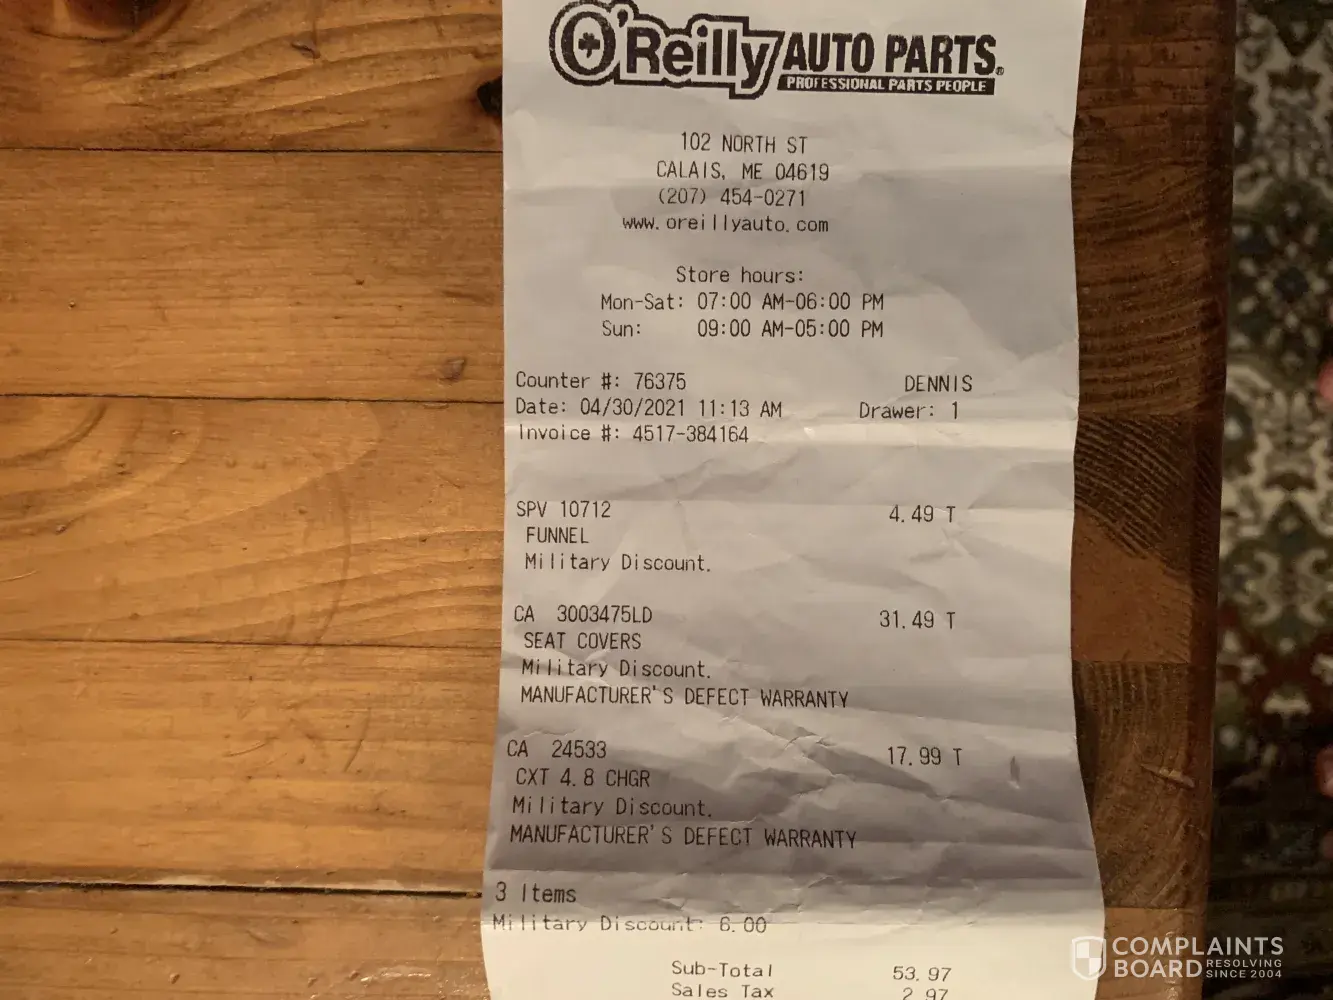 O'Reilly AUTO PARTS®
PROFESSIONAL PARTS PEOPLE
102 NORTH ST
CALAIS, ME 04619
(207) 454-0271
www.oreillyauto.com
Store hours:
Mon-Sat: 07:00 AM-06:00 PM
Sun: 09:00 AM-05:00 PM
Counter #: 76375 DENNIS
Date: 04/30/2021 11:13 AM Drawer: 1
Invoice #: 4517-384164
SPV 10712 4.49 T
FUNNEL
Military Discount.
CA 3003475LD 31.49 T
SEAT COVERS
Military Discount.
MANUFACTURER'S DEFECT WARRANTY
CA 24533 17.99 T
CXT 4.8 CHGR
Military Discount.
MANUFACTURER'S DEFECT WARRANTY
3 Items
Military Discount: 6.00
Sub-Total 53.97
Sales Tax 2.97
COMPLAINTS
BOARD RESOLVING
SINCE 2004